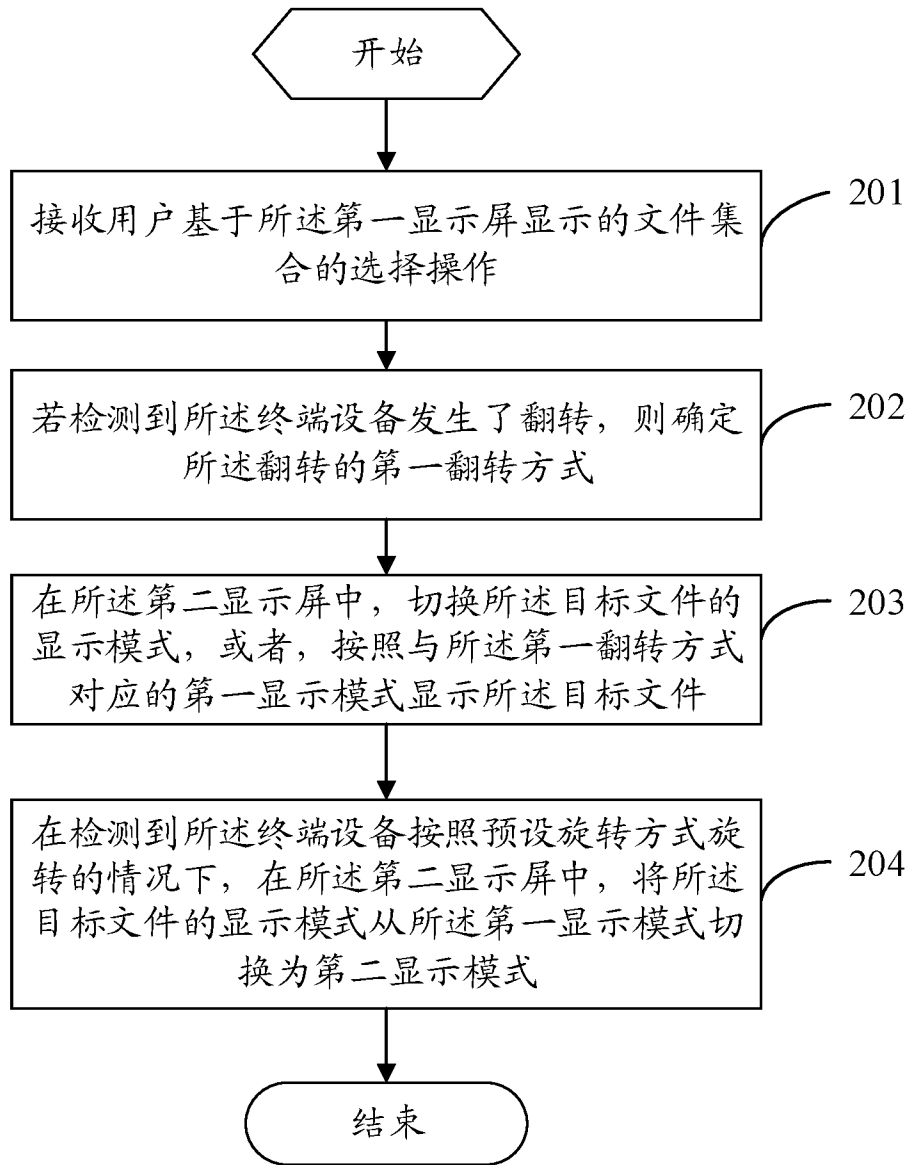 开始
接收用户基于所述第一显示屏显示的文件集
合的选择操作
201
若检测到所述终端设备发生了翻转，则确定
所述翻转的第一翻转方式
202
在所述第二显示屏中，切换所述目标文件的
显示模式，或者，按照与所述第一翻转方式
对应的第一显示模式显示所述目标文件
203
在检测到所述终端设备按照预设旋转方式旋
转的情况下，在所述第二显示屏中，将所述
目标文件的显示模式从所述第一显示模式切
换为第二显示模式
204
结束